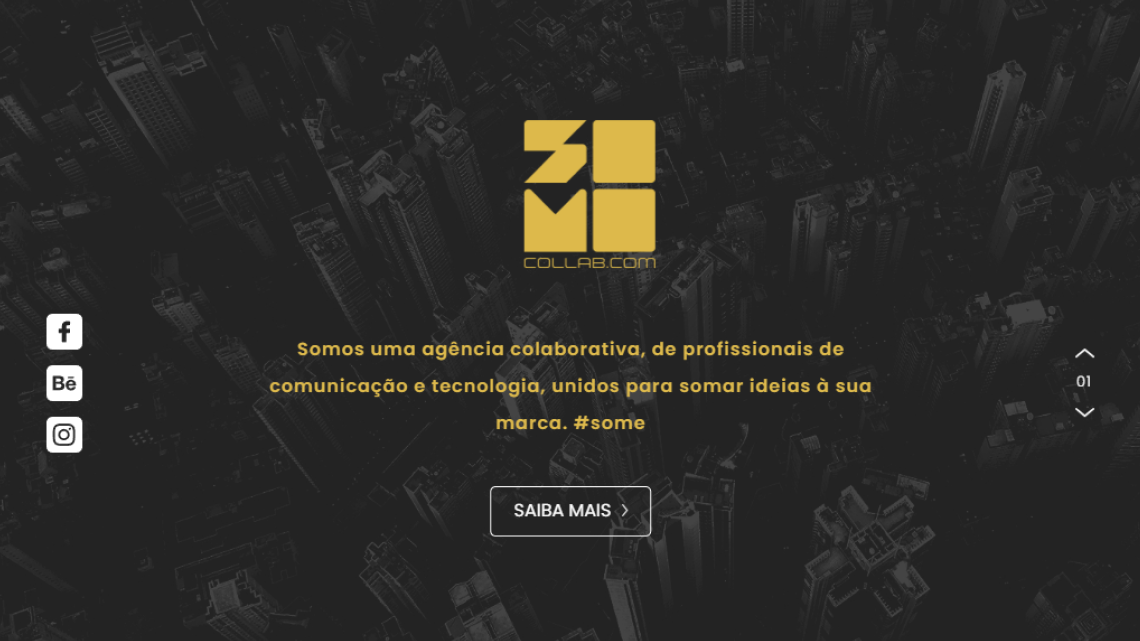 SOMO
COLLAB.COM
Somos uma agência colaborativa, de profissionais de
comunicação e tecnologia, unidos para somar ideias à sua
marca. #some
SAIBA MAIS
Bē
01